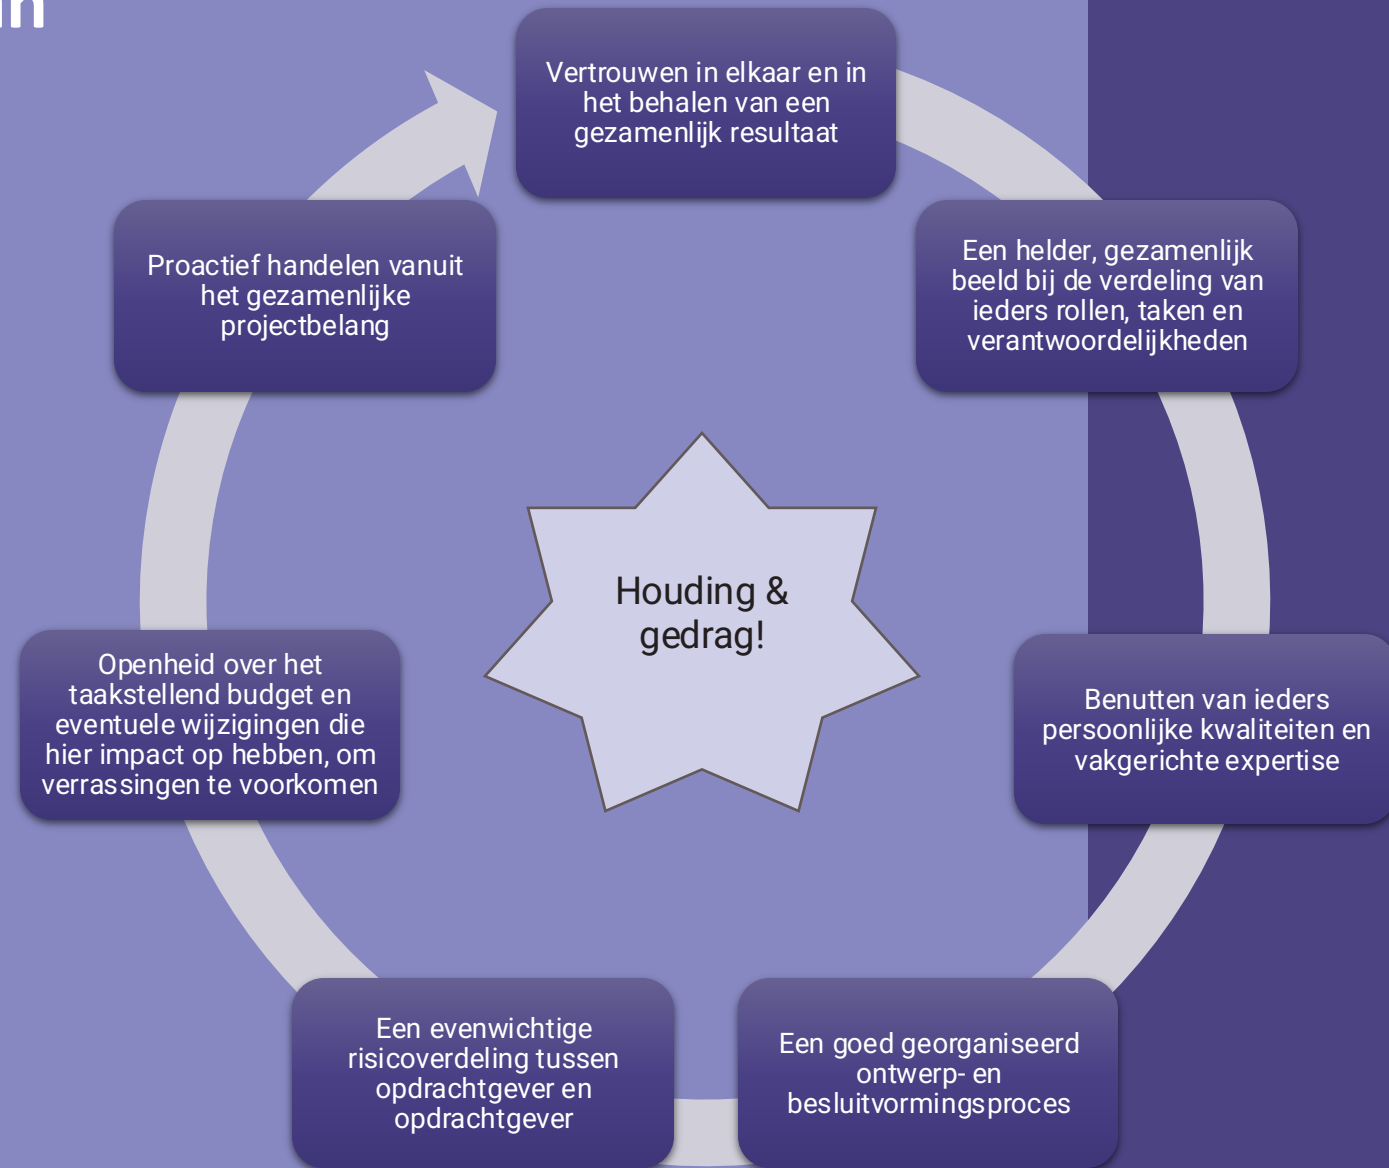 Vertrouwen in elkaar en in
het behalen van een
gezamenlijk resultaat
Een helder, gezamenlijk
beeld bij de verdeling van
ieders rollen, taken en
verantwoordelijkheden
Benutten van ieders
persoonlijke kwaliteiten en
vakgerichte expertise
Een goed georganiseerd
ontwerp- en
besluitvormingsproces
Een evenwichtige
risicoverdeling tussen
opdrachtgever en
opdrachtgever
Openheid over het
taakstellend budget en
eventuele wijzigingen die
hier impact op hebben, om
verrassingen te voorkomen
Proactief handelen vanuit
het gezamenlijke
projectbelang
Houding &
gedrag!